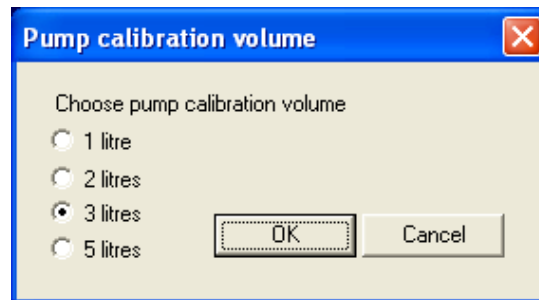 Pump calibration volume
Choose pump calibration volume
1 litre
2 litres
3 litres
5 litres
OK
Cancel